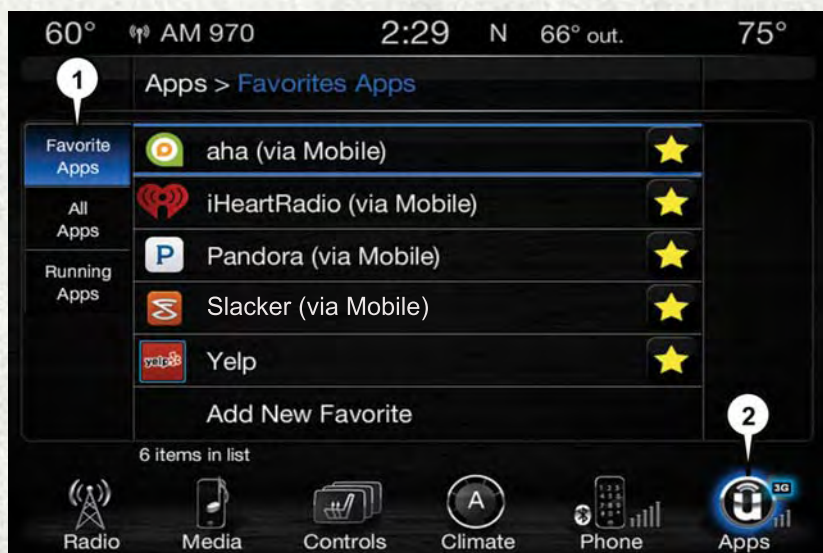 60° AM 970 2:29 N 66° out. 75°
1
Apps > Favorites Apps
Favorite
Apps
All
Apps
Running
Apps
aha (via Mobile)
iHeartRadio (via Mobile)
P Pandora (via Mobile)
Slacker (via Mobile)
yelp Yelp
Add New Favorite
2
6 items in list
A
u 3G
Radio Media Controls Climate Phone Apps